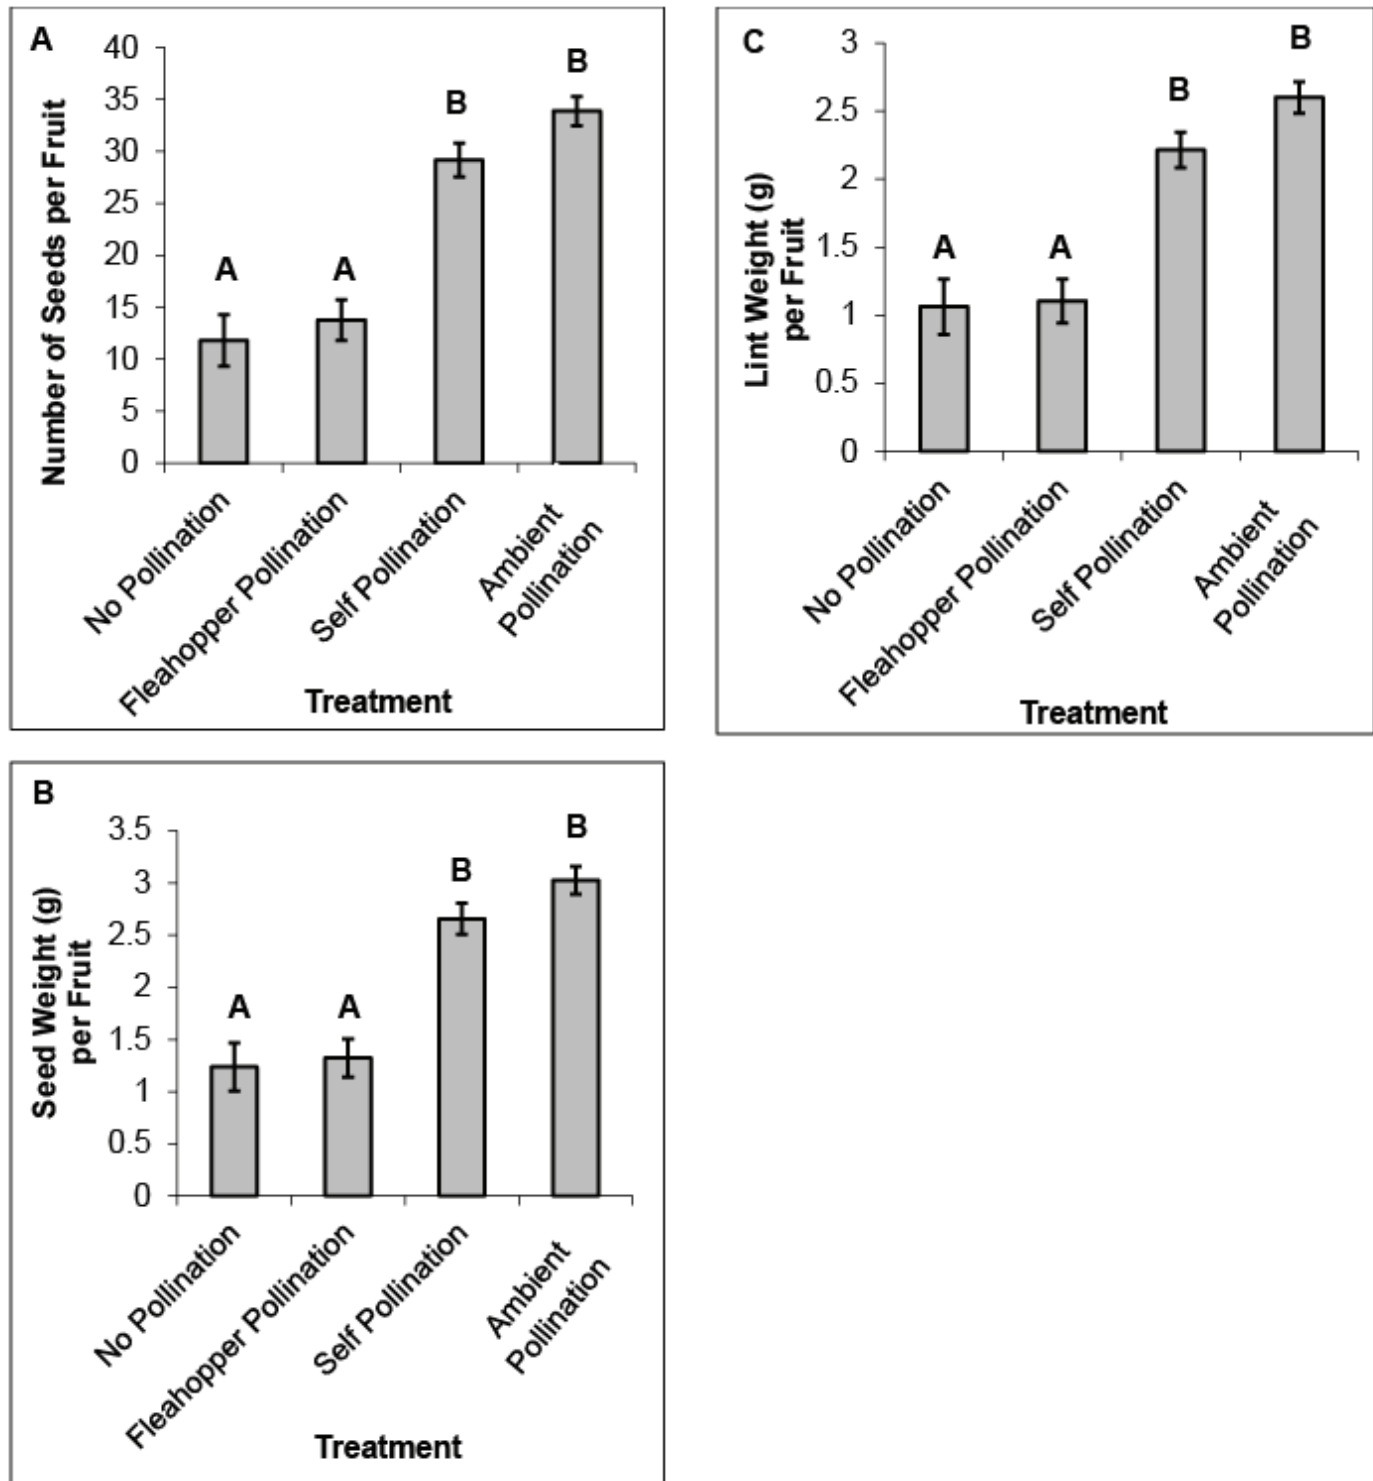 A
Number of Seeds per Fruit
40
35
30
25
20
15
10
5
0
A
A
B
B
No Pollination
Fleahopper Pollination
Self Pollination
Ambient
Pollination
Treatment
C
Lint Weight (g)
per Fruit
3
2.5
2
1.5
1
0.5
0
A
A
B
B
No Pollination
Fleahopper Pollination
Self Pollination
Ambient
Pollination
Treatment
B
Seed Weight (g)
per Fruit
3.5
3
2.5
2
1.5
1
0.5
0
A
A
B
B
No Pollination
Fleahopper Pollination
Self Pollination
Ambient
Pollination
Treatment